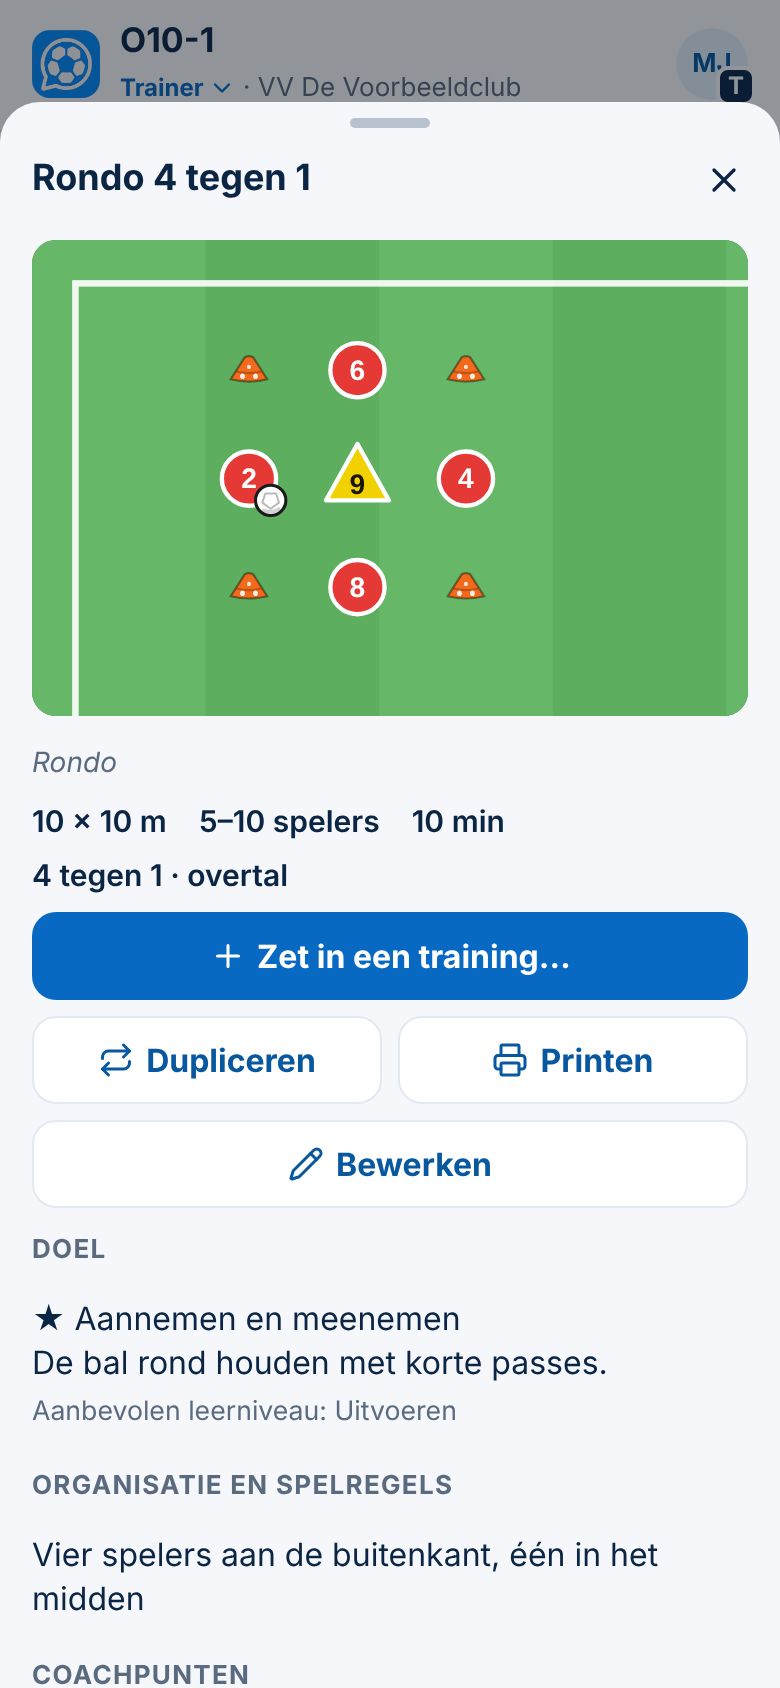 O10-1
Trainer · VV De Voorbeeldclub
T
Rondo 4 tegen 1
6
2 9 4
8
Rondo
10 × 10 m 5–10 spelers 10 min
4 tegen 1 · overtal
Zet in een training...
Dupliceren Printen
Bewerken
DOEL
★ Aannemen en meenemen
De bal rond houden met korte passes.
Aanbevolen leerniveau: Uitvoeren
ORGANISATIE EN SPELREGELS
Vier spelers aan de buitenkant, één in het
midden
COACHPUNTEN